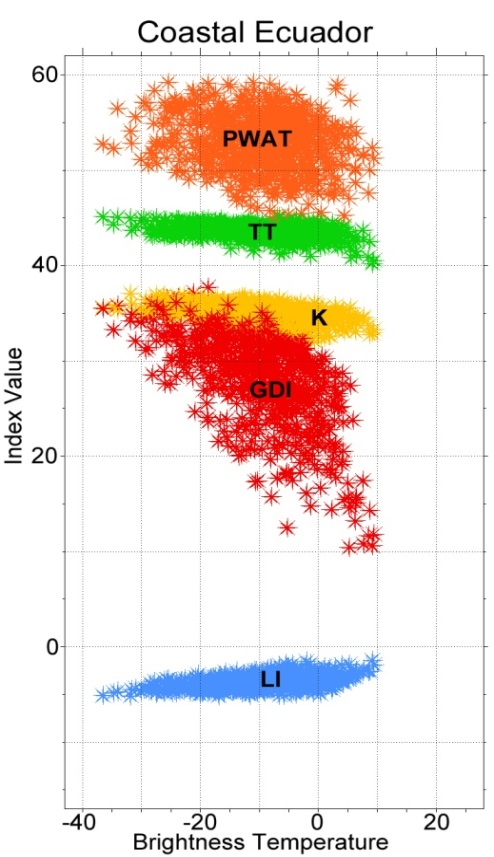 Coastal Ecuador
60
PWAT
TT
40
K
GDI
Index Value
20
0
LI
-40 -20 0 20
Brightness Temperature